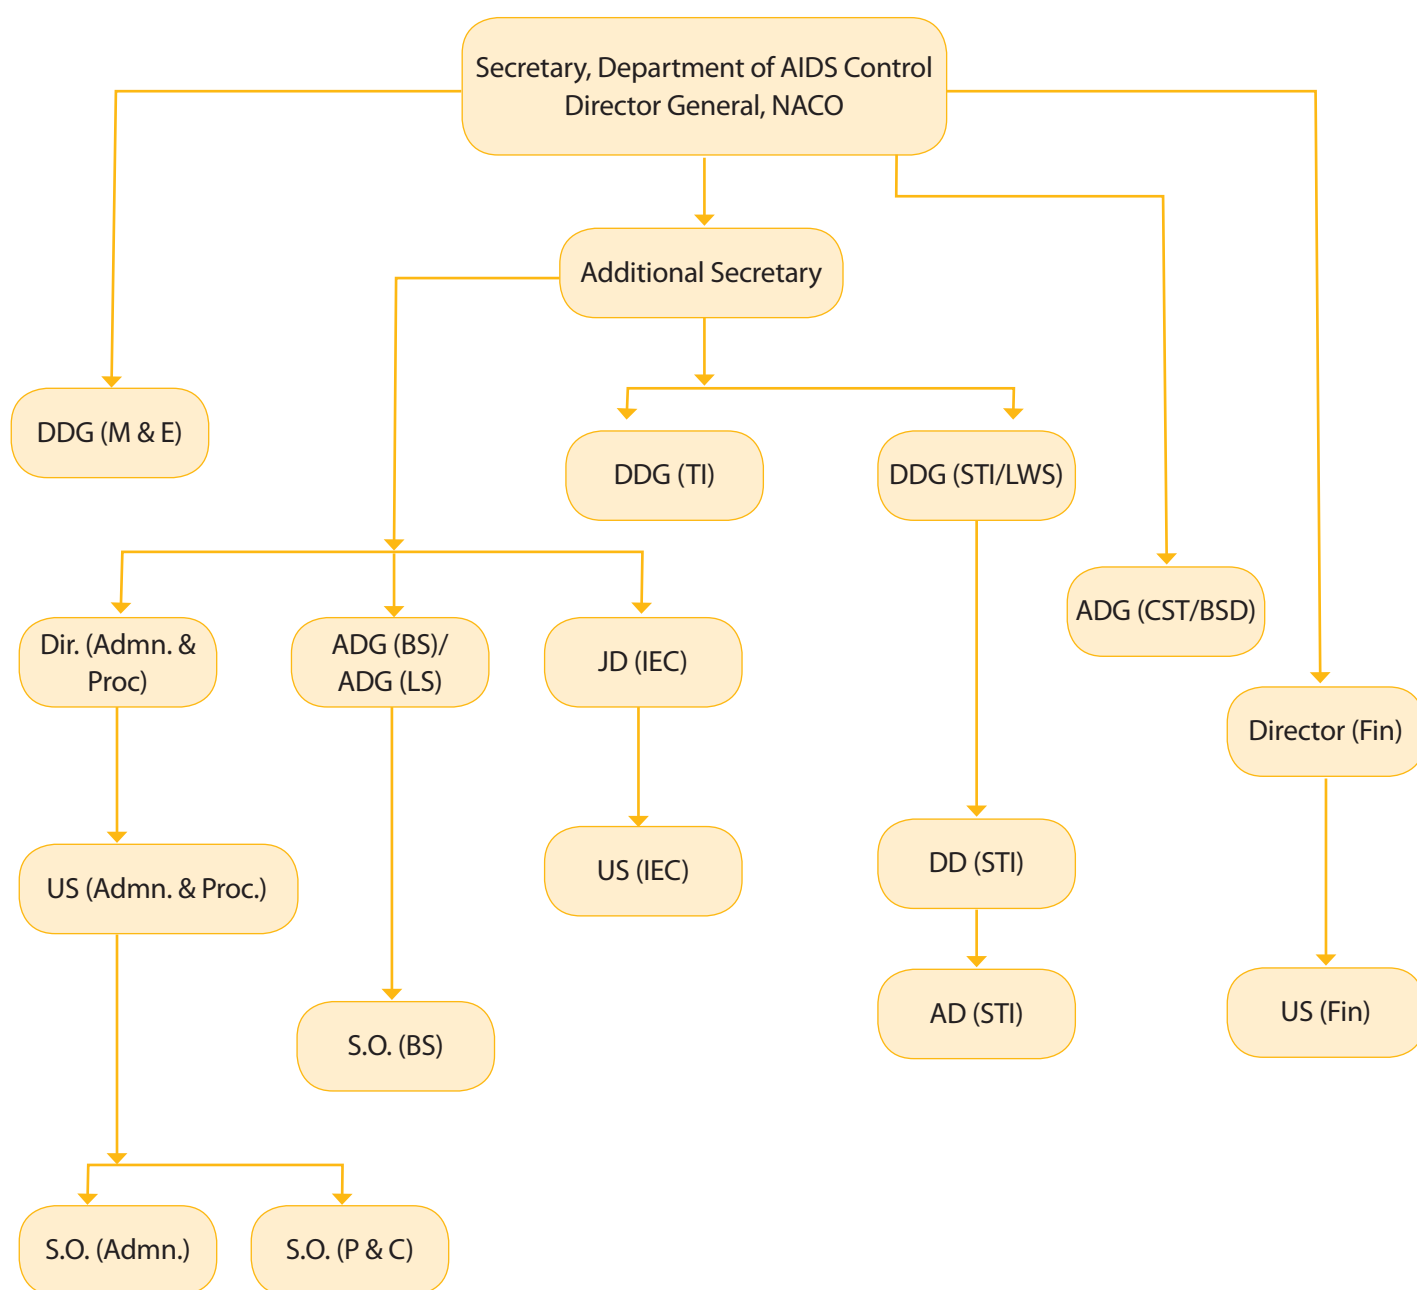 Secretary, Department of AIDS Control
Director General, NACO
Additional Secretary
DDG (M & E)
DDG (TI)
DDG (STI/LWS)
ADG (CST/BSD)
Dir. (Admn. &
Proc)
ADG (BS)/
ADG (LS)
JD (IEC)
Director (Fin)
US (Admn. & Proc.)
US (IEC)
DD (STI)
AD (STI)
US (Fin)
S.O. (BS)
S.O. (Admn.)
S.O. (P & C)